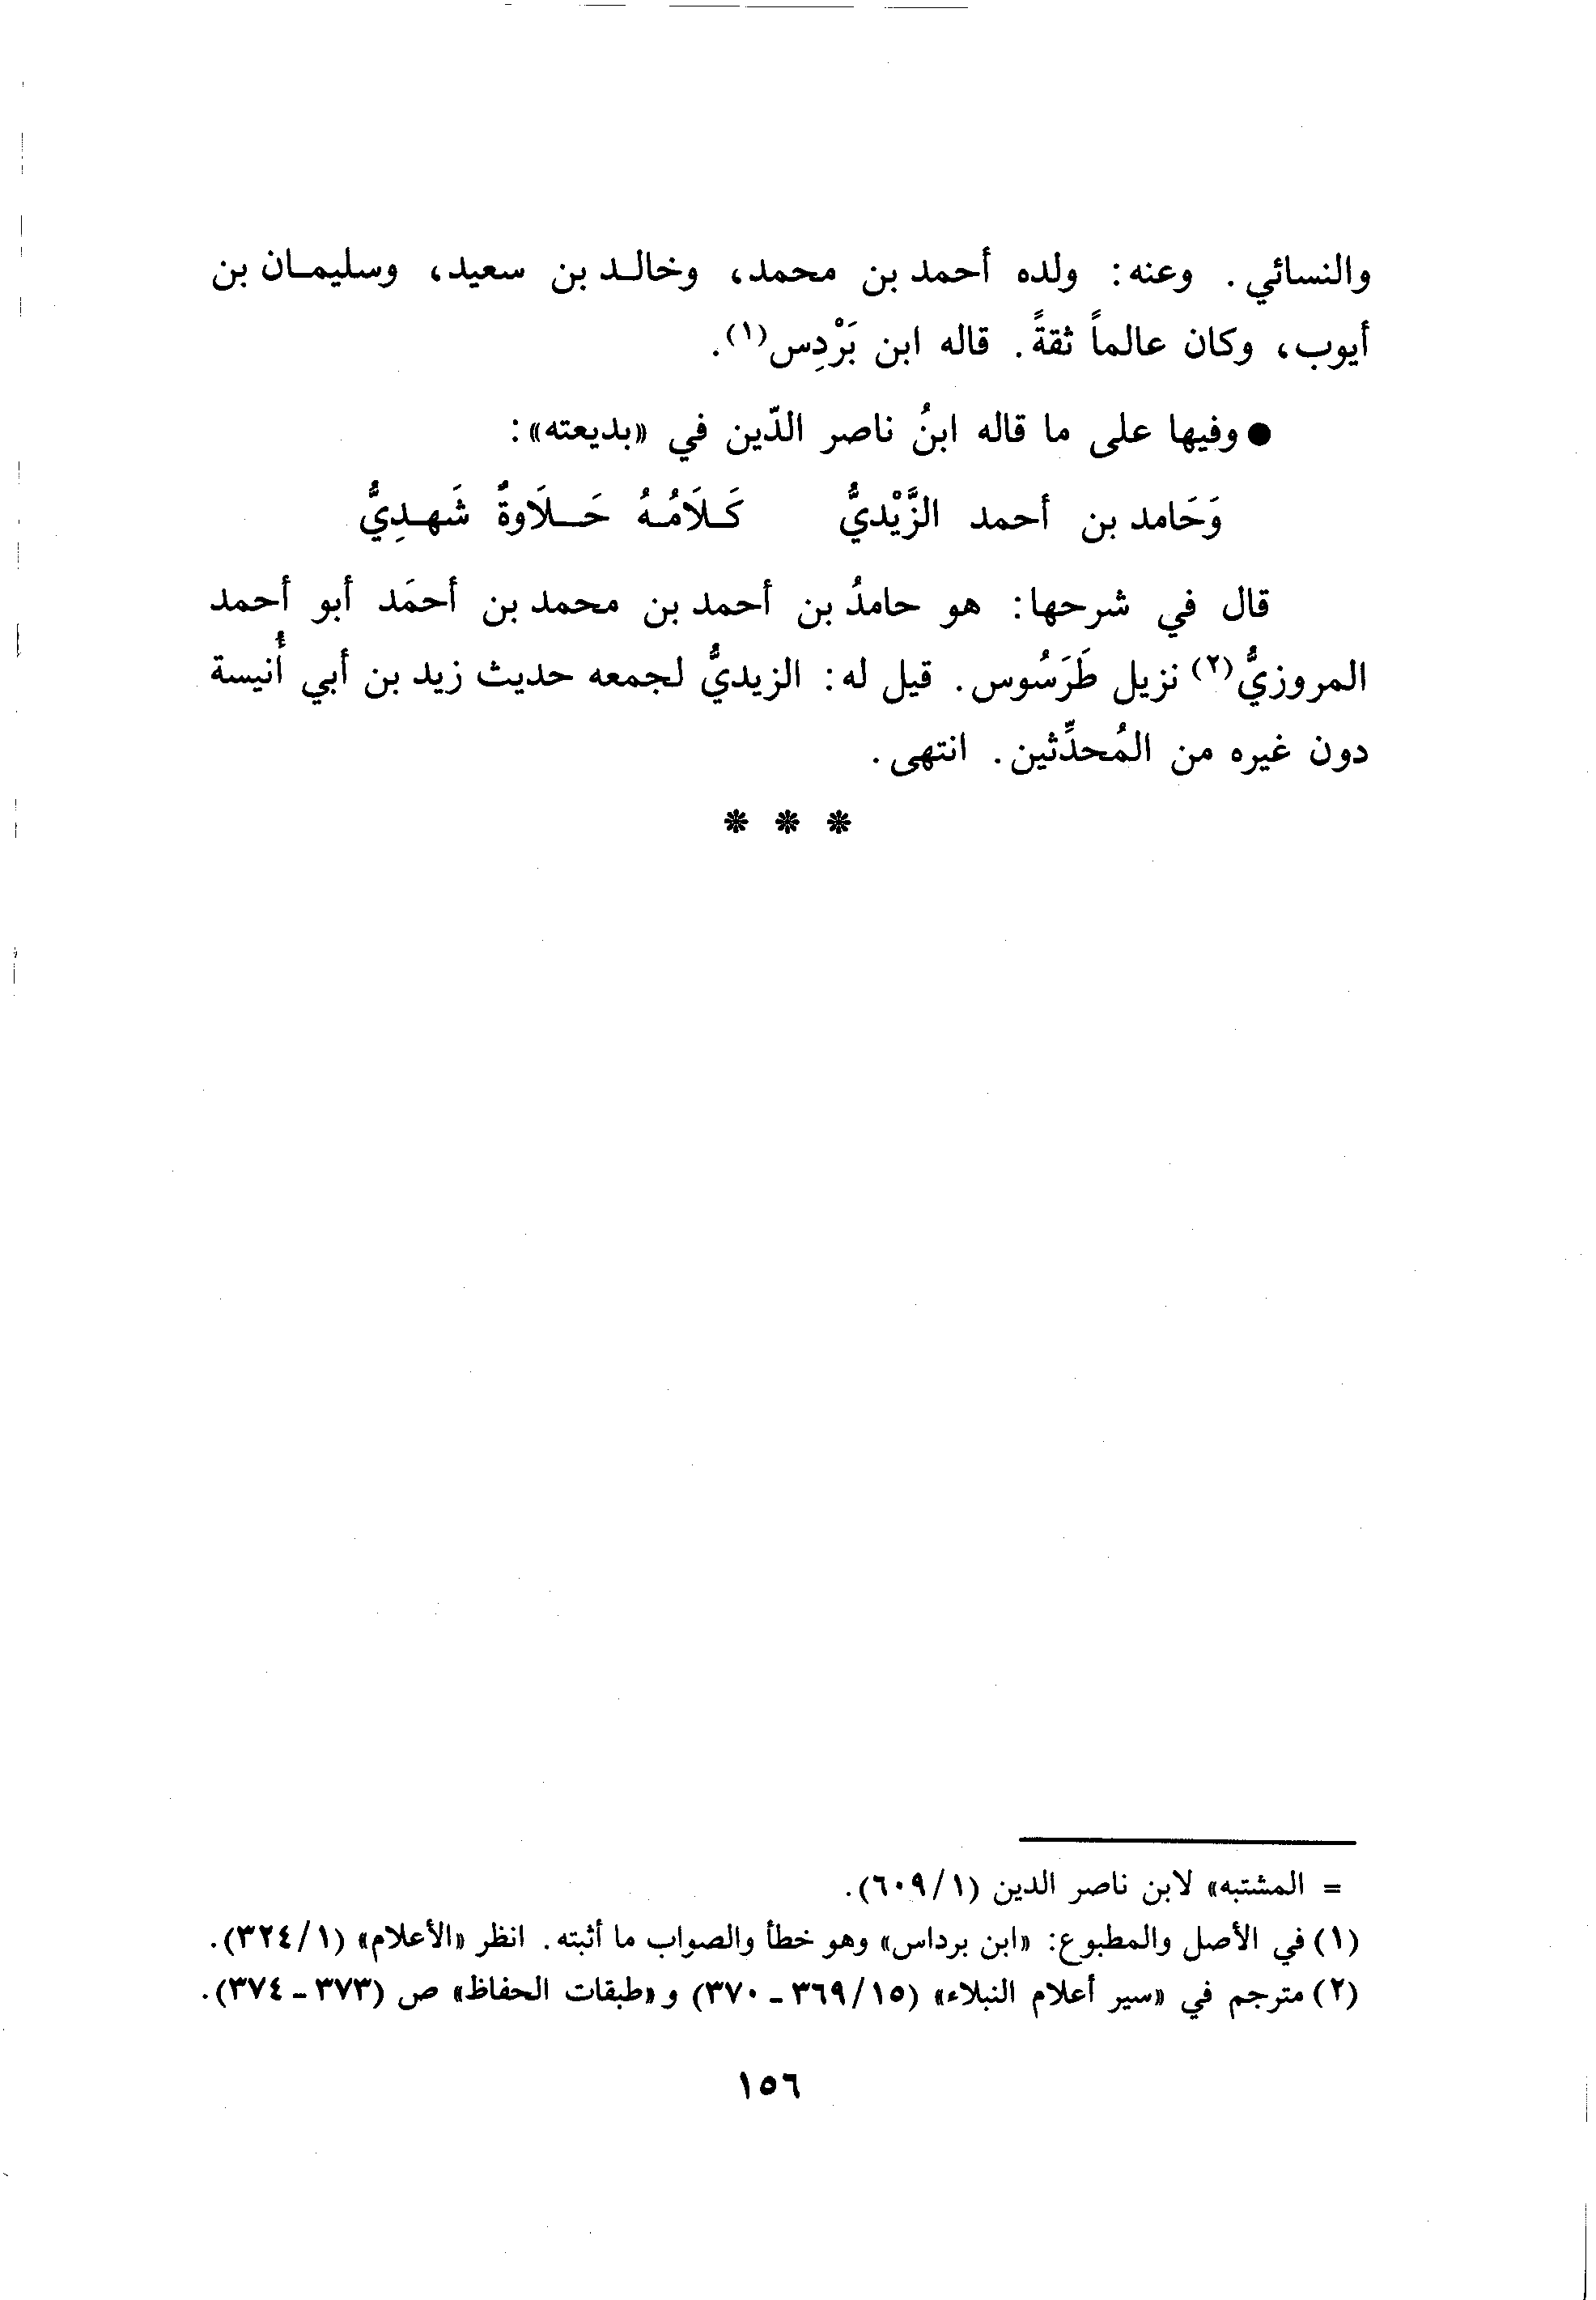 والنسائي. وعنه: ولده أحمد بن محمد، وخالد بن سعيد، وسليمان بن
أيوب، وكان عالماً ثقةً. قاله ابن بَرْدِس(١).
● وفيها على ما قاله ابنُ ناصر الدّين في «بديعته»:
وَحَامد بن أحمد الزَّيْديُّ كَلَامُهُ حَلَاوةٌ شَهدِيُّ
قال في شرحها: هو حامدُ بن أحمد بن محمد بن أحمَد أبو أحمد
المروزيُّ(٢) نزيل طَرَسُوس. قيل له: الزيديُّ لجمعه حديث زيد بن أبي أُنيسة
دون غيره من المُحدِّثين. انتهى.
* * *
= المشتبه» لابن ناصر الدين (١/٦٠٩).
(١) في الأصل والمطبوع: «ابن برداس» وهو خطأ والصواب ما أثبته. انظر «الأعلام» (١/٣٢٤).
(٢) مترجم في «سير أعلام النبلاء» (١٥/٣٦٩ - ٣٧٠) و«طبقات الحفاظ» ص (٣٧٣ - ٣٧٤).
١٥٦